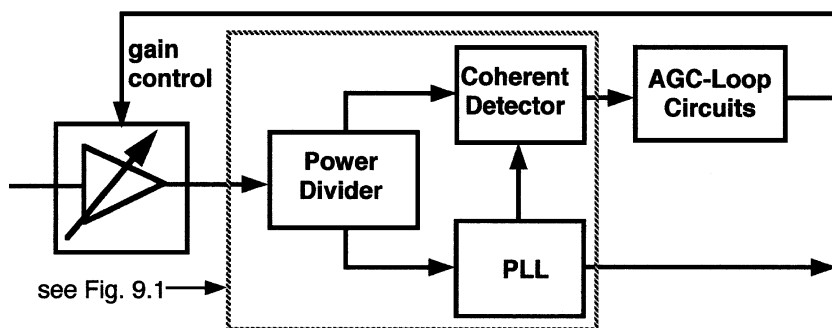 gain
control
Coherent
Detector
AGC-Loop
Circuits
Power
Divider
PLL
see Fig. 9.1